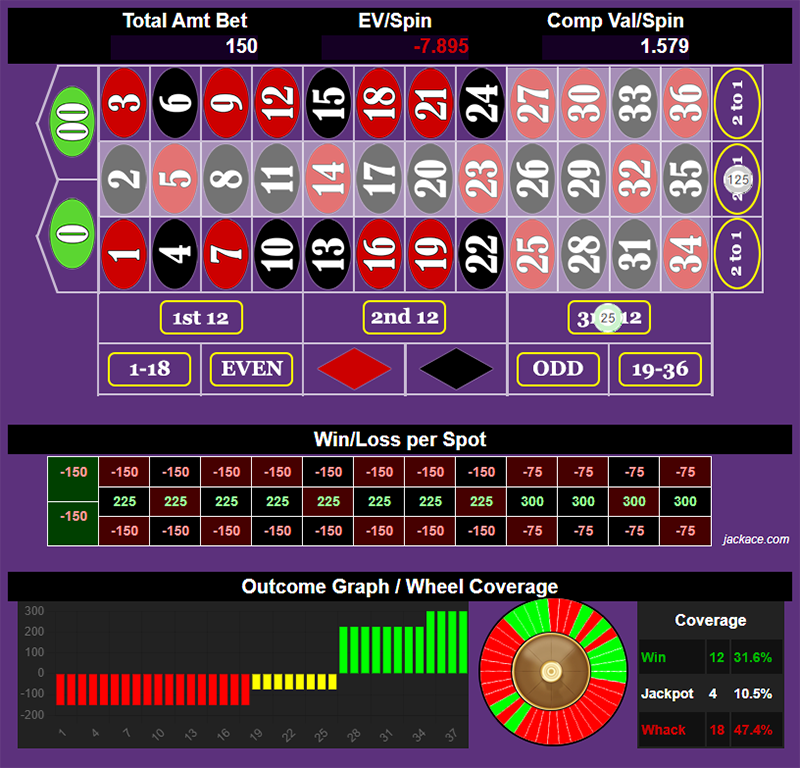 Total Amt Bet EV/Spin Comp Val/Spin
150 -7.895 1.579
00 3 6 9 12 15 18 21 24 27 30 33 36 2 to 1
2 5 8 11 14 17 20 23 26 29 32 35 125
0 1 4 7 10 13 16 19 22 25 28 31 34 2 to 1
1st 12 2nd 12 25 12
1-18 EVEN ODD 19-36
Win/Loss per Spot
-150 -150 -150 -150 -150 -150 -150 -150 -150 -75 -75 -75 -75
225 225 225 225 225 225 225 225 300 300 300 300
-150 -150 -150 -150 -150 -150 -150 -150 -150 -75 -75 -75 -75
jackace.com
Outcome Graph / Wheel Coverage
300
200
100
0
-100
-200
1 4 7 10 13 16 19 22 25 28 31 34 37
Coverage
Win 12 31.6%
Jackpot 4 10.5%
Whack 18 47.4%